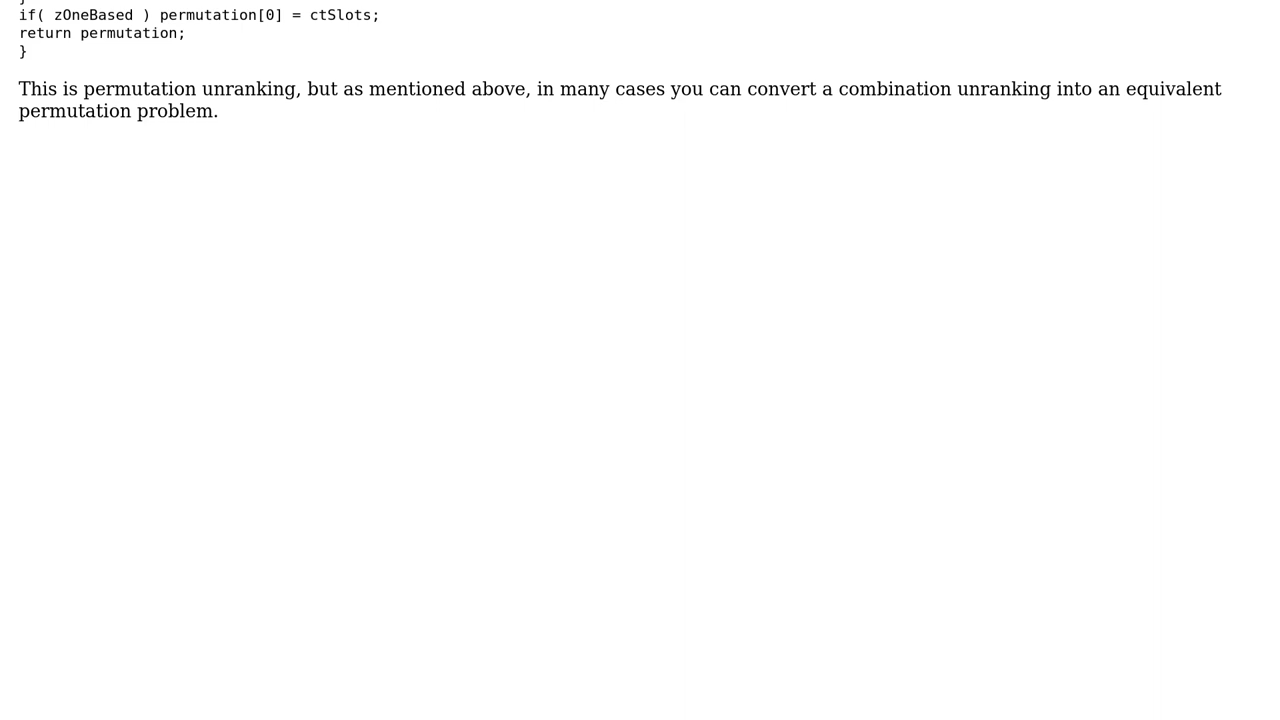 }
if( zOneBased ) permutation[0] = ctSlots;
return permutation;
}
This is permutation unranking, but as mentioned above, in many cases you can convert a combination unranking into an equivalent
permutation problem.